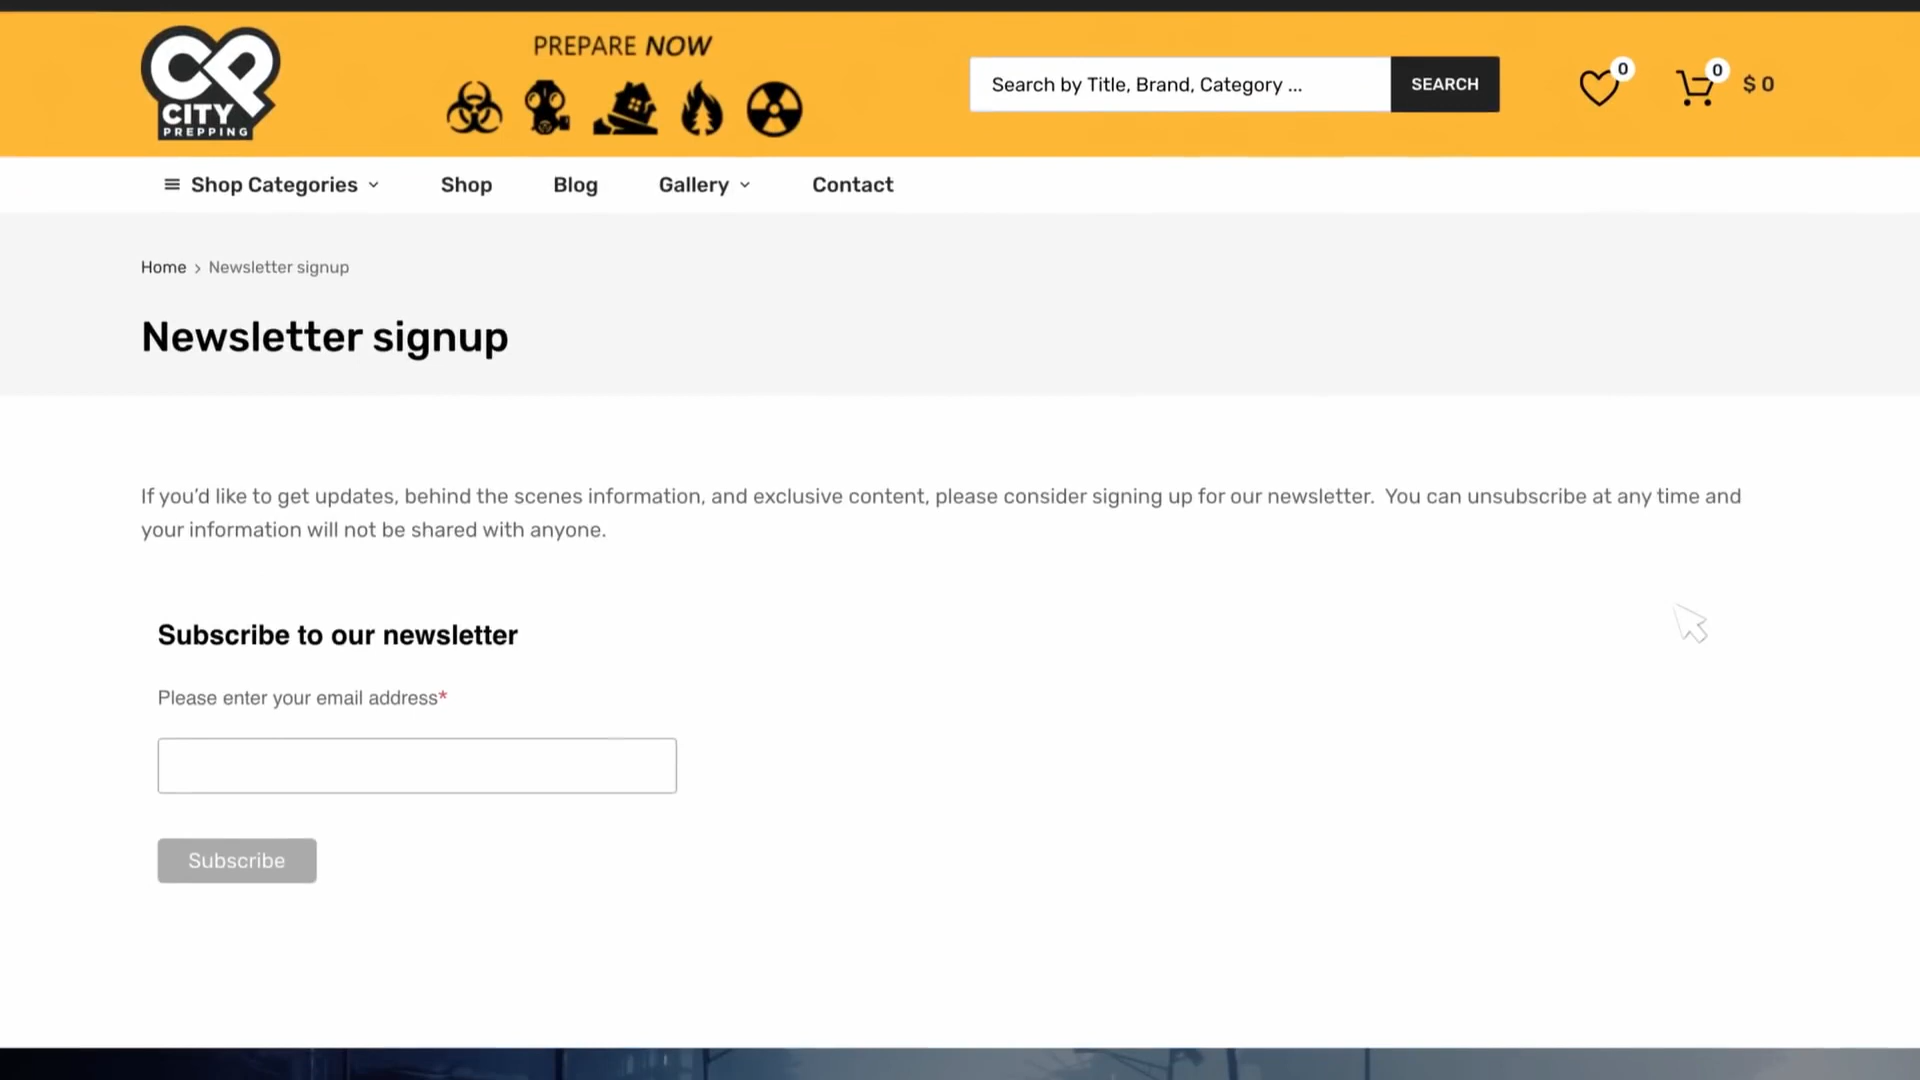 PREPARE NOW
CITY
PREPPING
Search by Title, Brand, Category ...
SEARCH
0
0
$ 0
Shop Categories
Shop
Blog
Gallery
Contact
Home › Newsletter signup
Newsletter signup
If you’d like to get updates, behind the scenes information, and exclusive content, please consider signing up for our newsletter.  You can unsubscribe at any time and
your information will not be shared with anyone.
Subscribe to our newsletter
Please enter your email address*
Subscribe